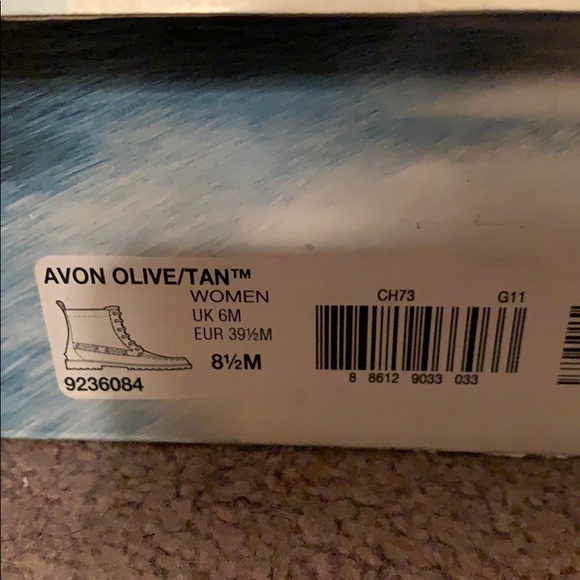 AVON OLIVE/TAN™
WOMEN
UK 6M
EUR 39½M
8½M
9236084
CH73 G11
8 8612 9033 033